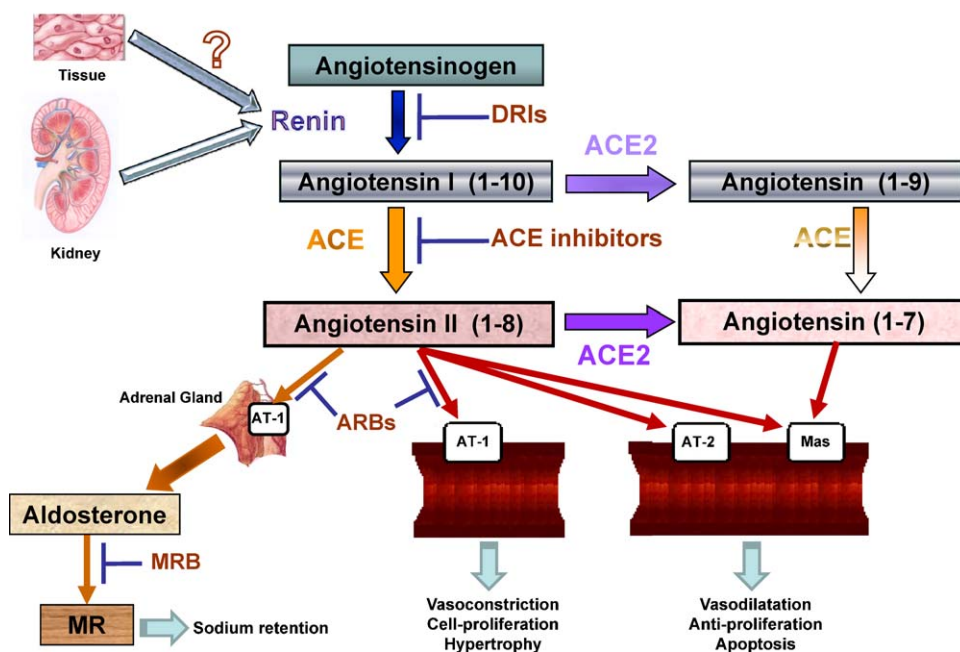 ?
Tissue
Angiotensinogen
Renin
DRIs
ACE2
Angiotensin I (1-10)
Angiotensin (1-9)
Kidney
ACE
ACE inhibitors
ACE
Angiotensin II (1-8)
Angiotensin (1-7)
ACE2
Adrenal Gland
AT-1
ARBs
AT-1
AT-2
Mas
Aldosterone
MRB
MR
Sodium retention
Vasoconstriction
Cell-proliferation
Hypertrophy
Vasodilatation
Anti-proliferation
Apoptosis